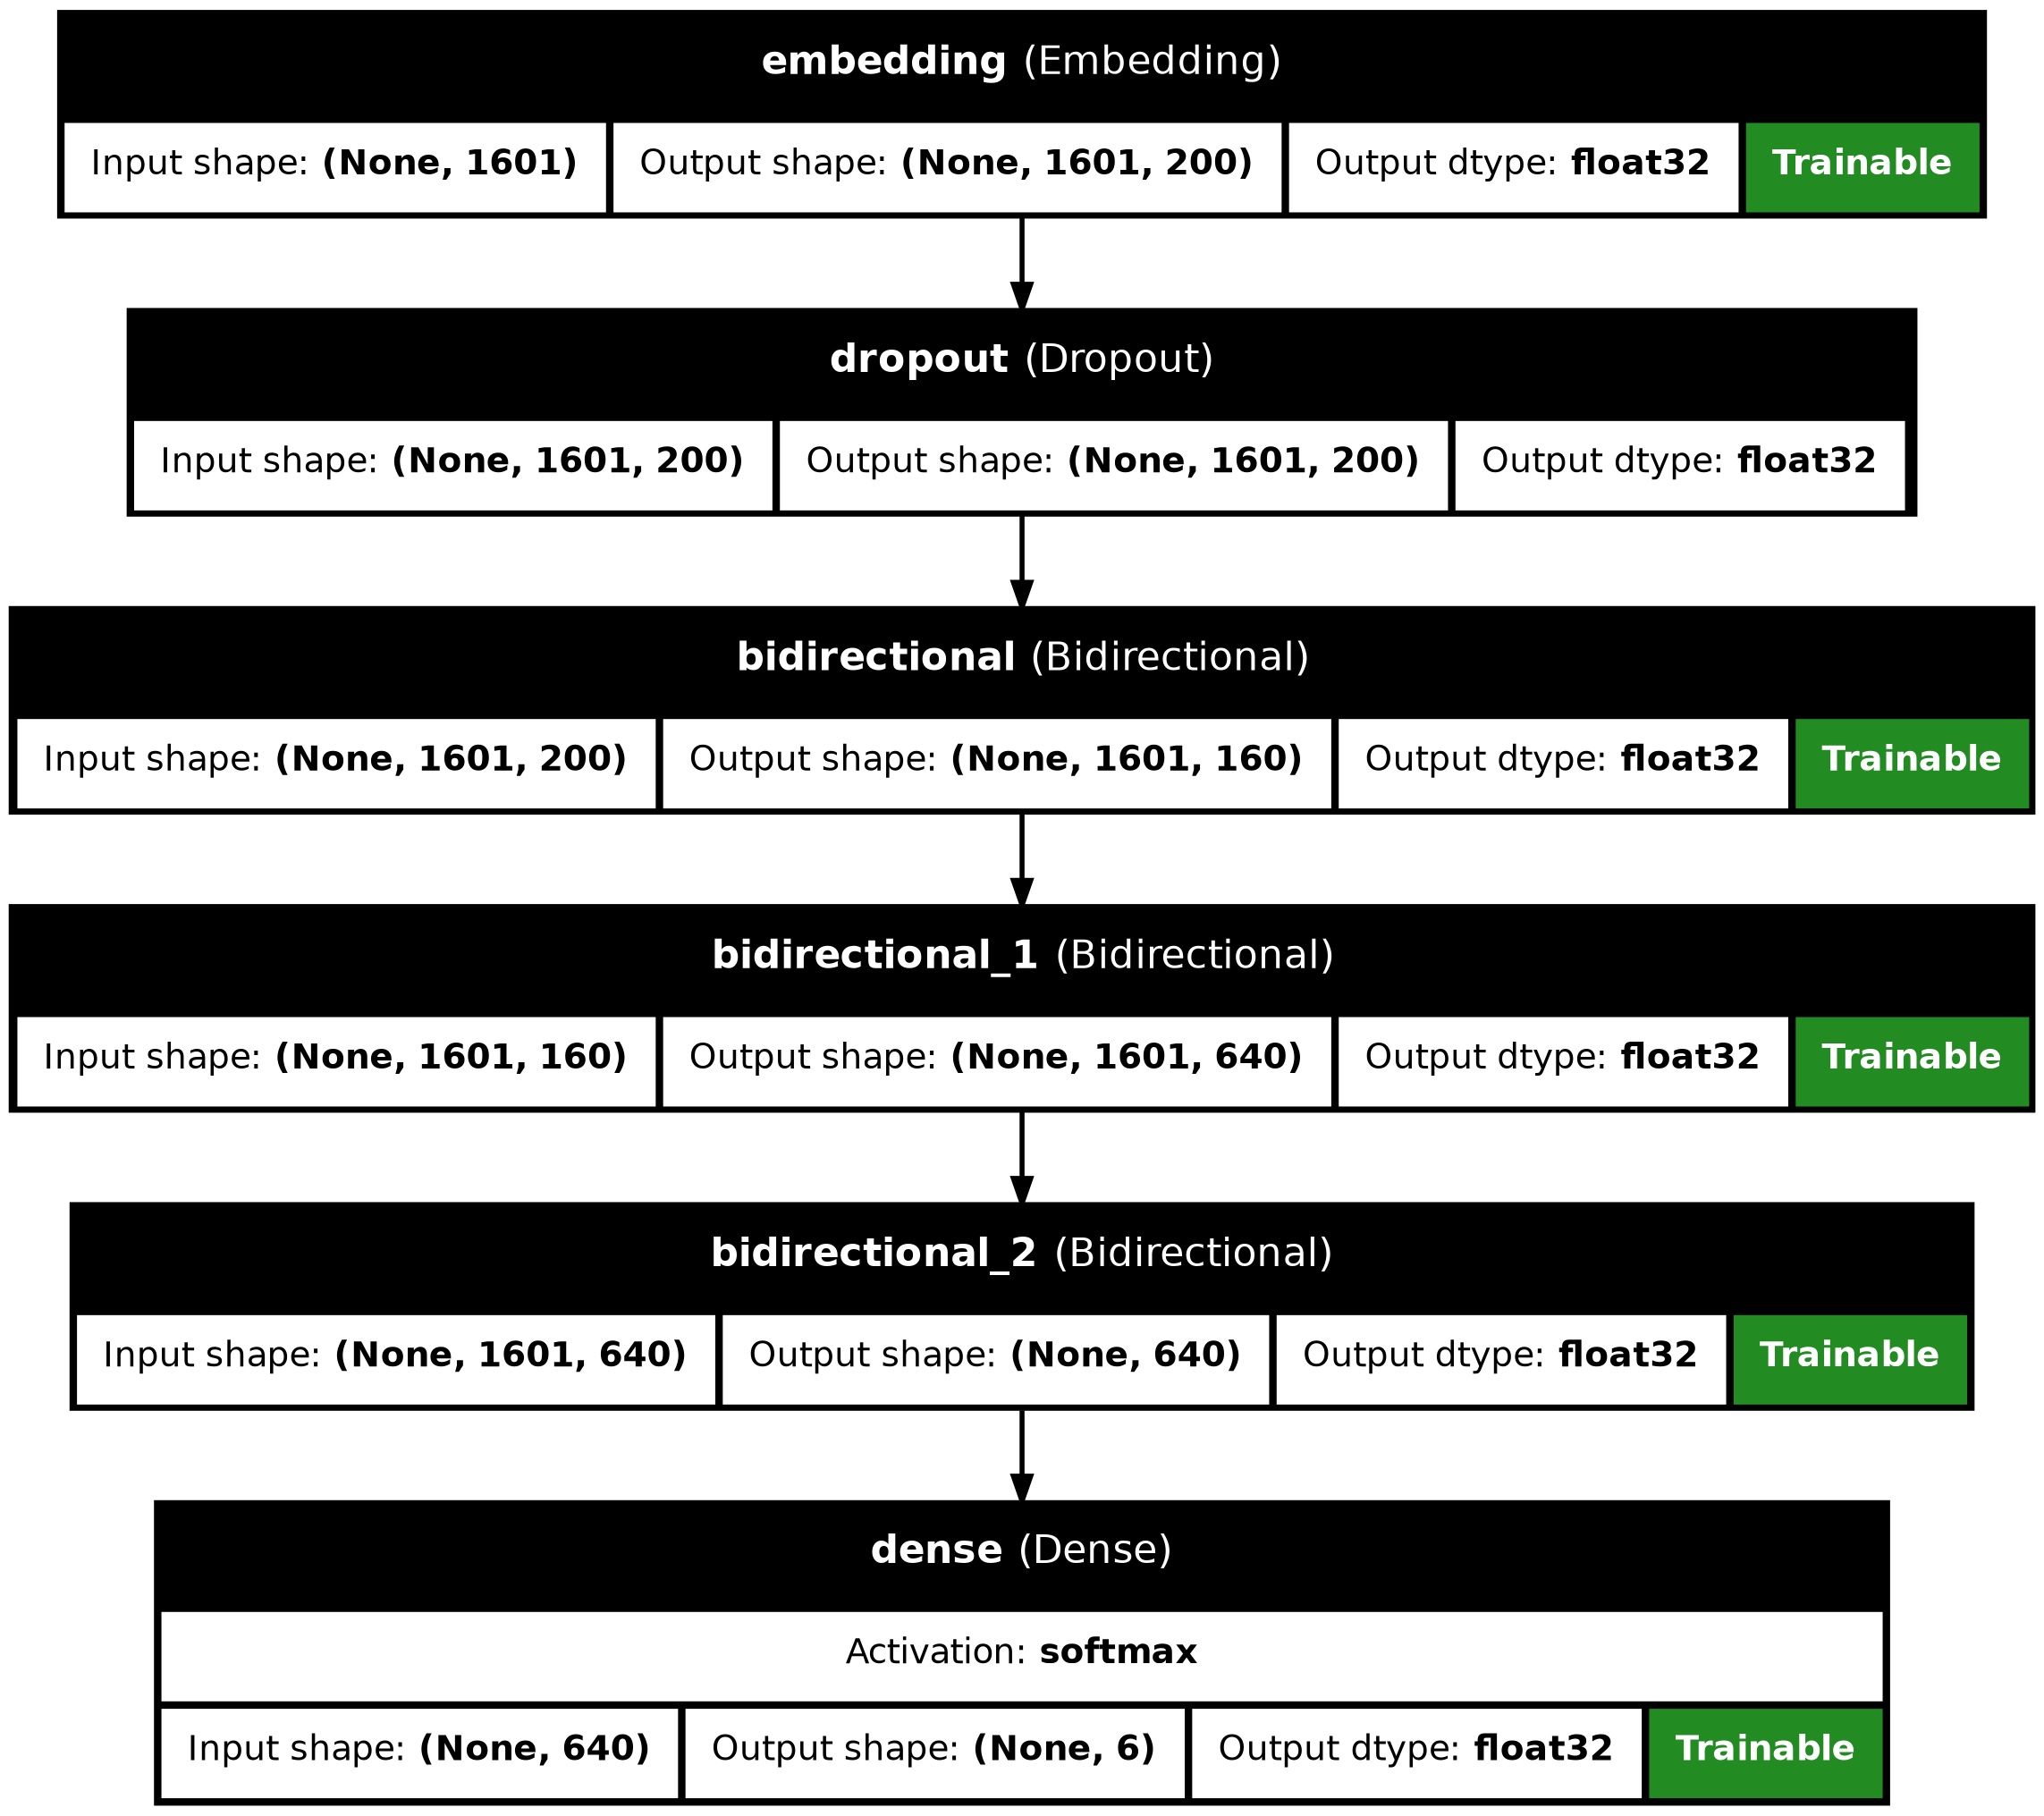 embedding (Embedding)
Input shape: (None, 1601) Output shape: (None, 1601, 200) Output dtype: float32 Trainable
dropout (Dropout)
Input shape: (None, 1601, 200) Output shape: (None, 1601, 200) Output dtype: float32
bidirectional (Bidirectional)
Input shape: (None, 1601, 200) Output shape: (None, 1601, 160) Output dtype: float32 Trainable
bidirectional_1 (Bidirectional)
Input shape: (None, 1601, 160) Output shape: (None, 1601, 640) Output dtype: float32 Trainable
bidirectional_2 (Bidirectional)
Input shape: (None, 1601, 640) Output shape: (None, 640) Output dtype: float32 Trainable
dense (Dense)
Activation: softmax
Input shape: (None, 640) Output shape: (None, 6) Output dtype: float32 Trainable